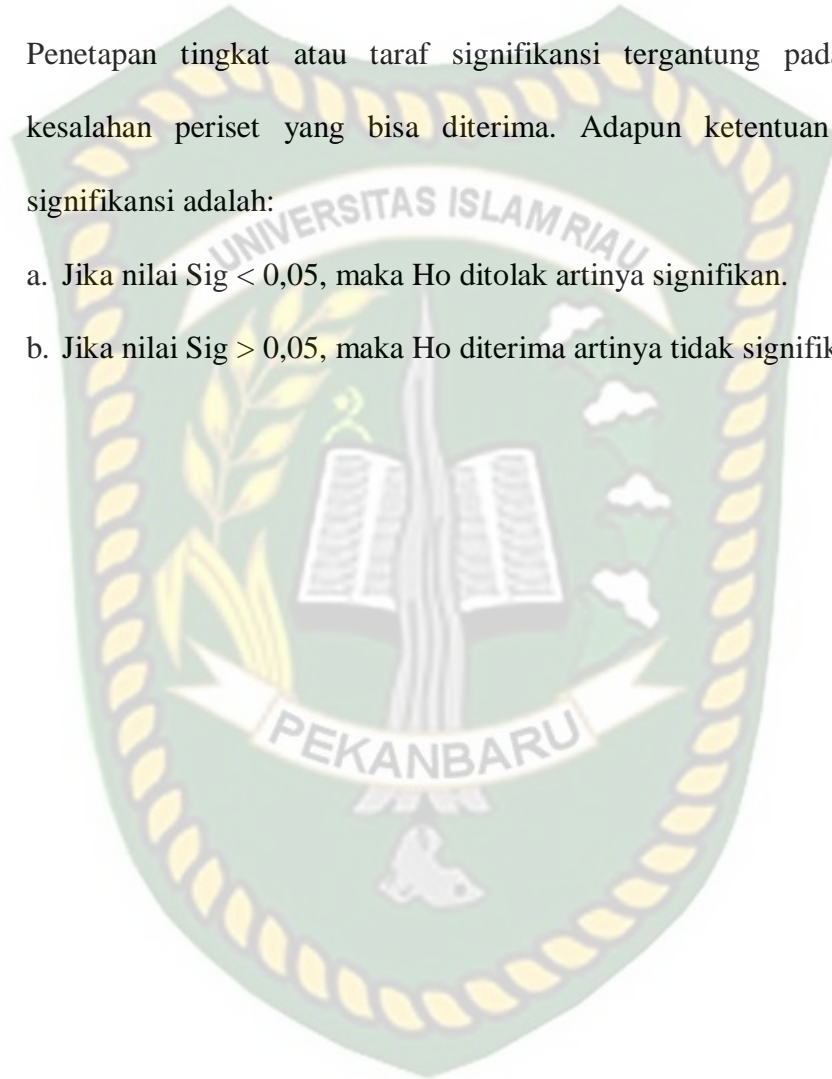 Penetapan tingkat atau taraf signifikansi tergantung pada
kesalahan periset yang bisa diterima. Adapun ketentuan
signifikansi adalah:
UNIVERSITAS ISLAM RIAU
a. Jika nilai Sig < 0,05, maka Ho ditolak artinya signifikan.
b. Jika nilai Sig > 0,05, maka Ho diterima artinya tidak signifik
PEKANBARU